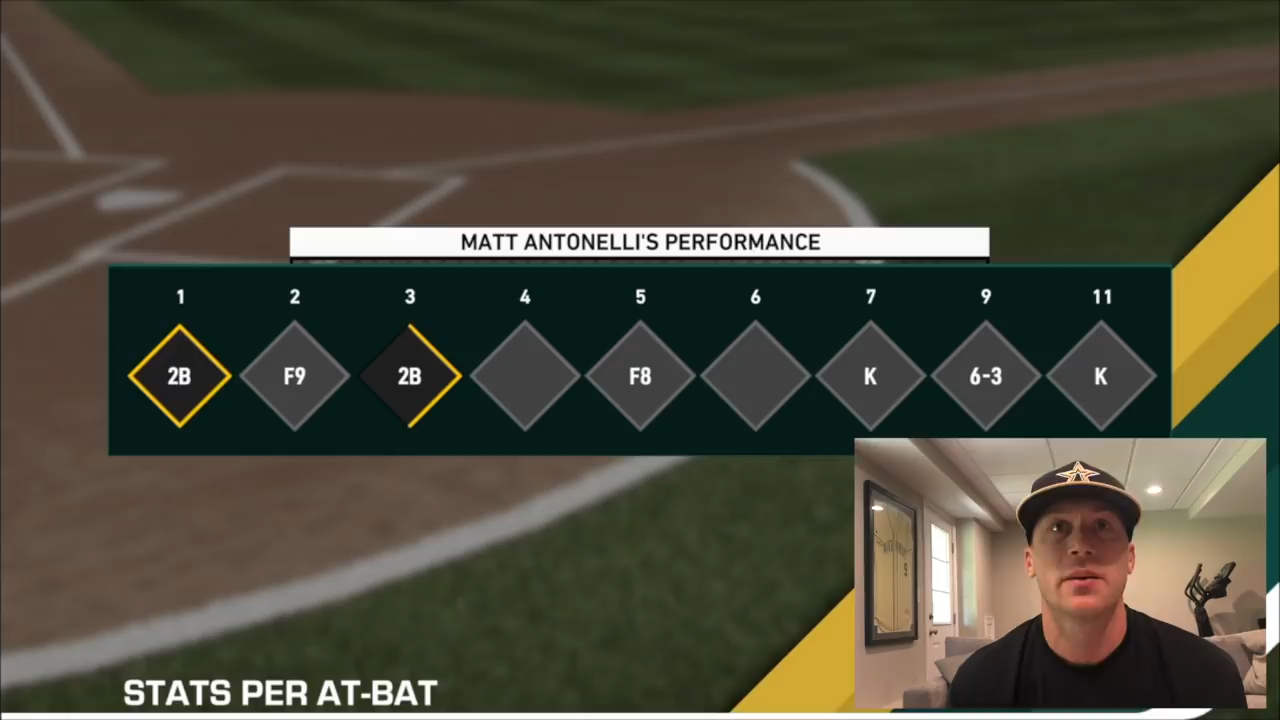 MATT ANTONELLI'S PERFORMANCE
1 2 3 4 5 6 7 9 11
2B F9 2B F8 K 6-3 K
STATS PER AT-BAT